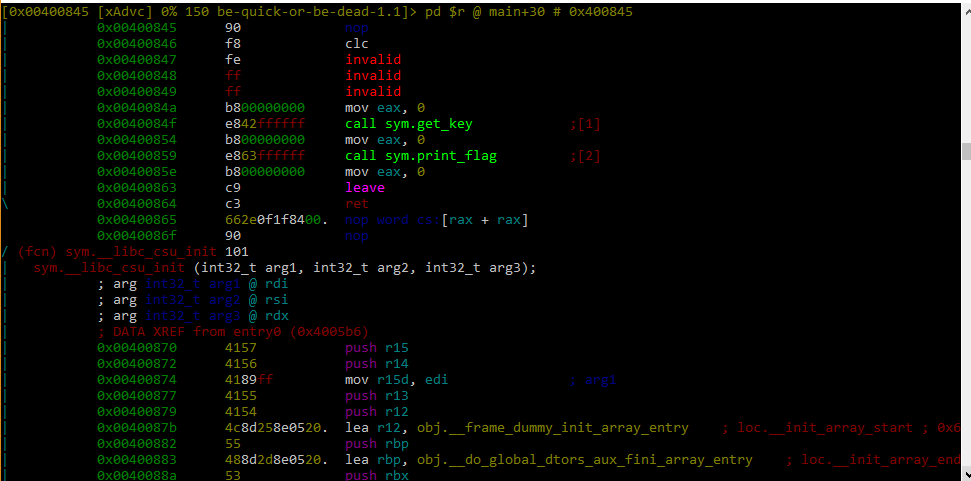 [0x00400845 [xAdvc] 0% 150 be-quick-or-be-dead-1.1]> pd $r @ main+30 # 0x400845
| 0x00400845 90 nop
| 0x00400846 f8 clc
| 0x00400847 fe invalid
| 0x00400848 ff invalid
| 0x00400849 ff invalid
| 0x0040084a b800000000 mov eax, 0
| 0x0040084f e842ffffff call sym.get_key ;[1]
| 0x00400854 b800000000 mov eax, 0
| 0x00400859 e863ffffff call sym.print_flag ;[2]
| 0x0040085e b800000000 mov eax, 0
| 0x00400863 c9 leave
\ 0x00400864 c3 ret
0x00400865 662e0f1f8400. nop word cs:[rax + rax]
0x0040086f 90 nop
/ (fcn) sym.__libc_csu_init 101
| sym.__libc_csu_init (int32_t arg1, int32_t arg2, int32_t arg3);
| ; arg int32_t arg1 @ rdi
| ; arg int32_t arg2 @ rsi
| ; arg int32_t arg3 @ rdx
| ; DATA XREF from entry0 (0x4005b6)
| 0x00400870 4157 push r15
| 0x00400872 4156 push r14
| 0x00400874 4189ff mov r15d, edi ; arg1
| 0x00400877 4155 push r13
| 0x00400879 4154 push r12
| 0x0040087b 4c8d258e0520. lea r12, obj.__frame_dummy_init_array_entry ; loc.__init_array_start ; 0x6
| 0x00400882 55 push rbp
| 0x00400883 488d2d8e0520. lea rbp, obj.__do_global_dtors_aux_fini_array_entry ; loc.__init_array_end
| 0x0040088a 53 push rbx